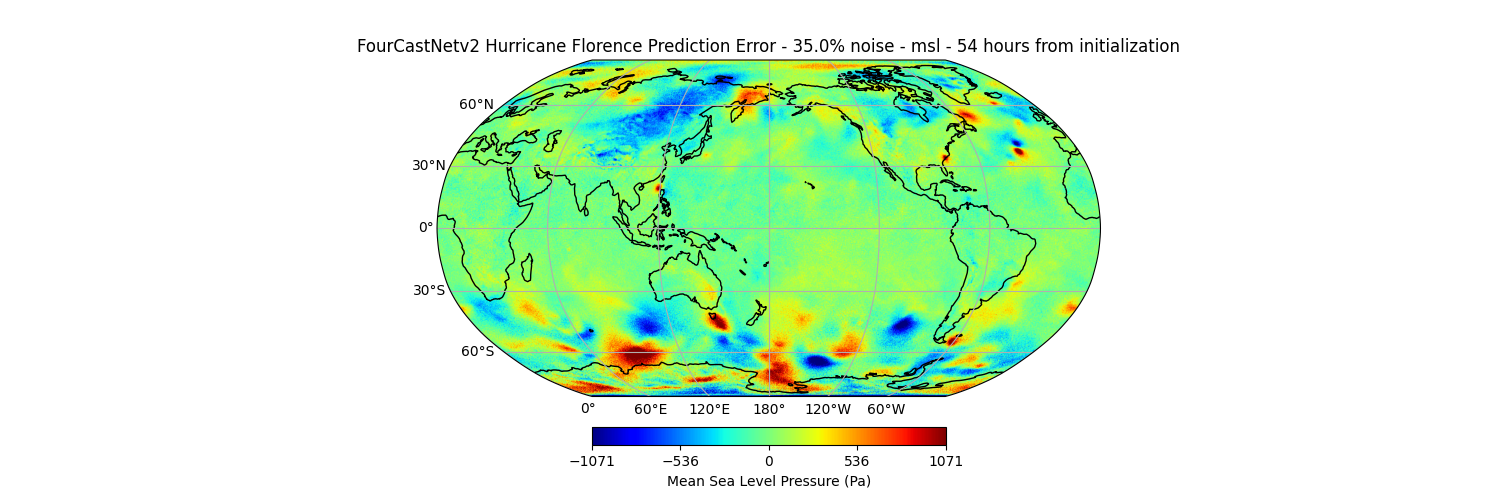 FourCastNetv2 Hurricane Florence Prediction Error - 35.0% noise - msl - 54 hours from initialization
60°N
30°N
0°
30°S
60°S
0° 60°E 120°E 180° 120°W 60°W
−1071 −536 0 536 1071
Mean Sea Level Pressure (Pa)